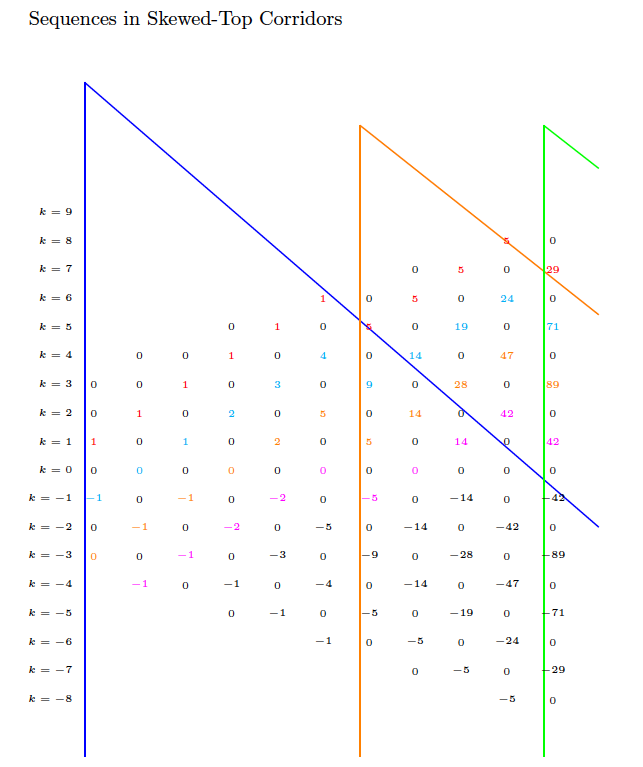 Sequences in Skewed-Top Corridors
k = 9
k = 8 5 0
k = 7 0 5 0 29
k = 6 1 0 5 0 24 0
k = 5 0 1 0 5 0 19 0 71
k = 4 0 0 1 0 4 0 14 0 47 0
k = 3 0 0 1 0 3 0 9 0 28 0 89
k = 2 0 1 0 2 0 5 0 14 0 42 0
k = 1 1 0 1 0 2 0 5 0 14 0 42
k = 0 0 0 0 0 0 0 0 0 0 0 0
k = −1 −1 0 −1 0 −2 0 −5 0 −14 0 −42
k = −2 0 −1 0 −2 0 −5 0 −14 0 −42 0
k = −3 0 0 −1 0 −3 0 −9 0 −28 0 −89
k = −4 −1 0 −1 0 −4 0 −14 0 −47 0
k = −5 0 −1 0 −5 0 −19 0 −71
k = −6 −1 0 −5 0 −24 0
k = −7 0 −5 0 −29
k = −8 −5 0